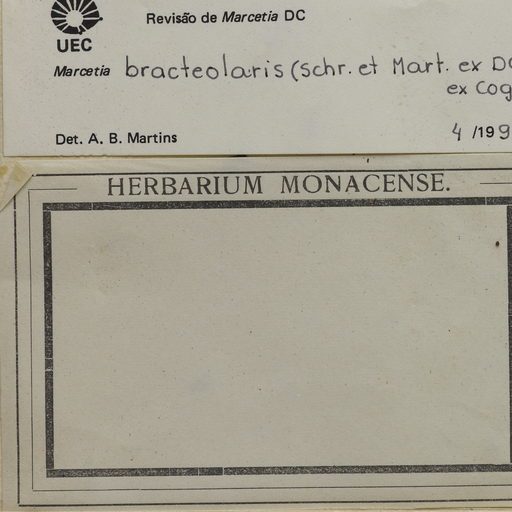 Revisão de Marcetia DC
UEC
Marcetia bracteolaris (Schr. et Mart. ex DC
ex Cog
Det. A. B. Martins
4 /199
HERBARIUM MONACENSE.